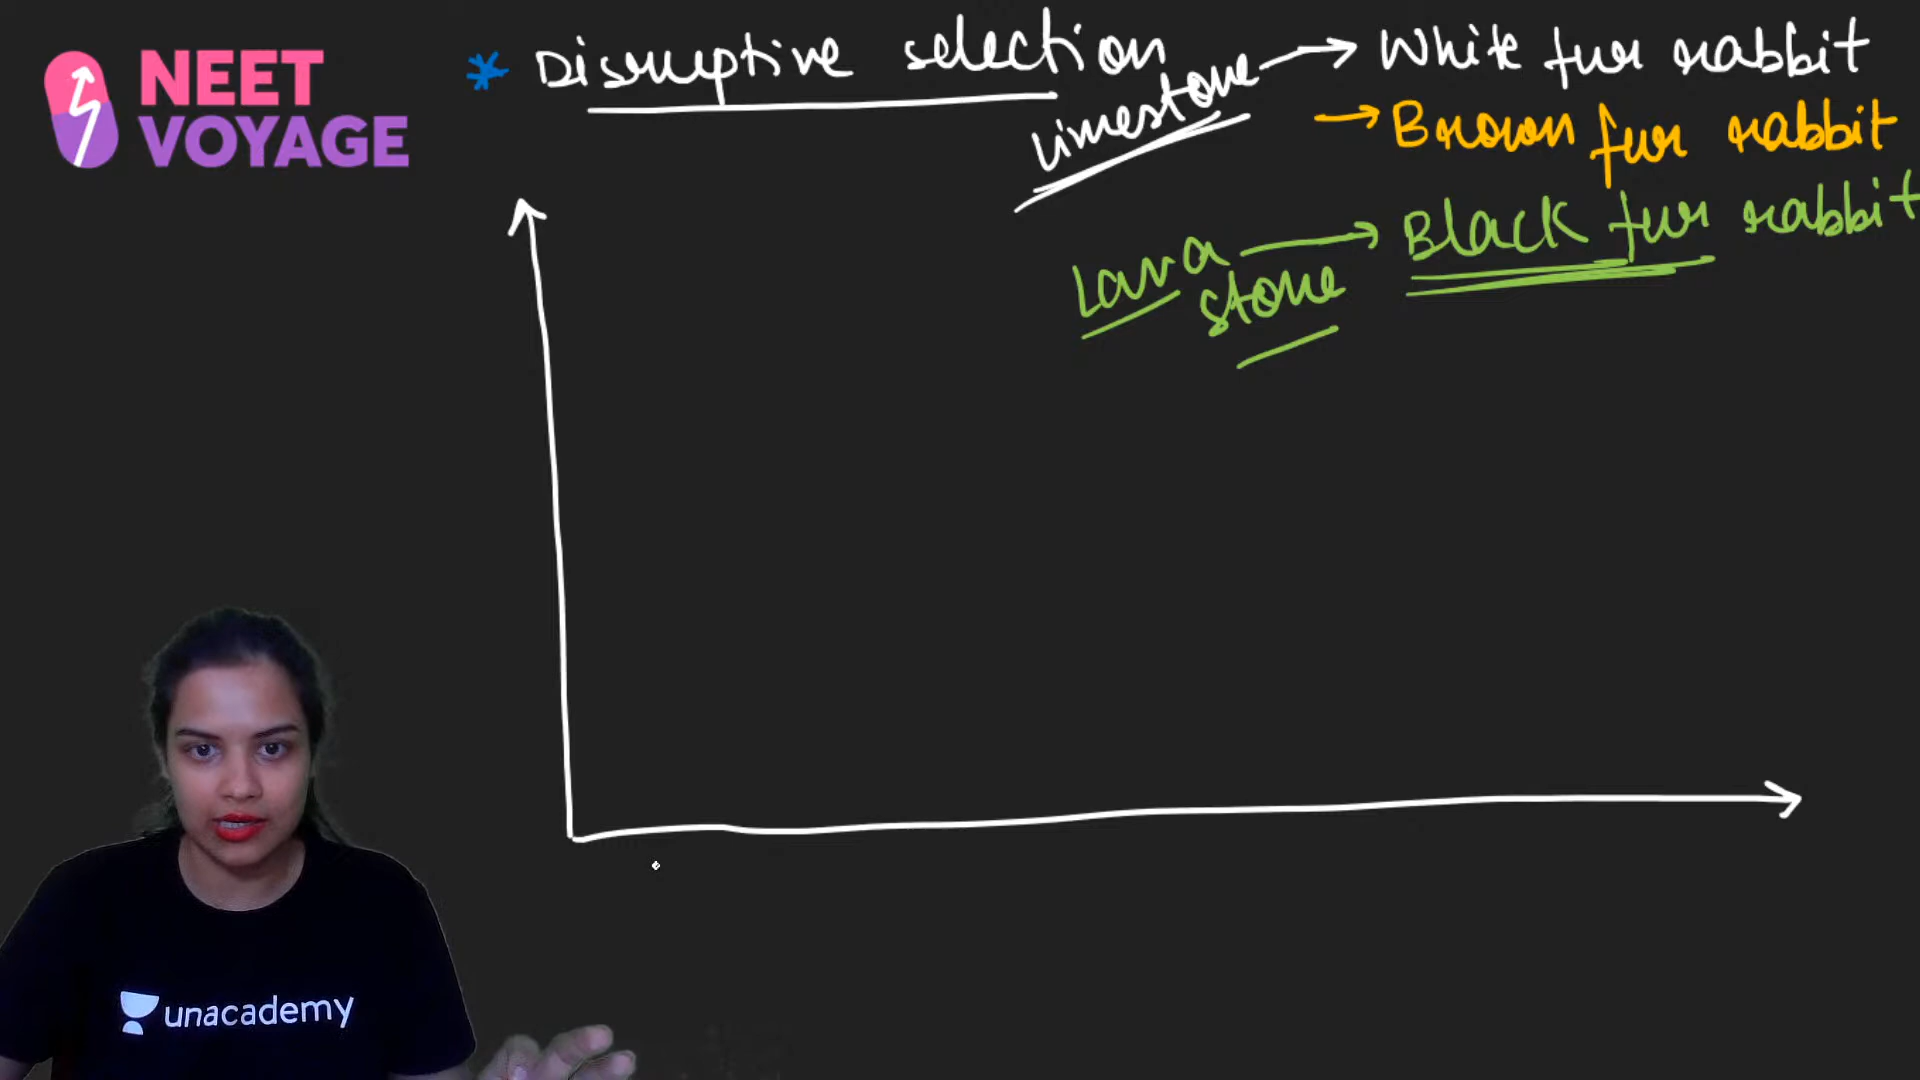 NEET
VOYAGE
* Disruptive selection
Limestone → White fur rabbit
→ Brown fur rabbit
Lava stone → Black fur rabbit
unacademy